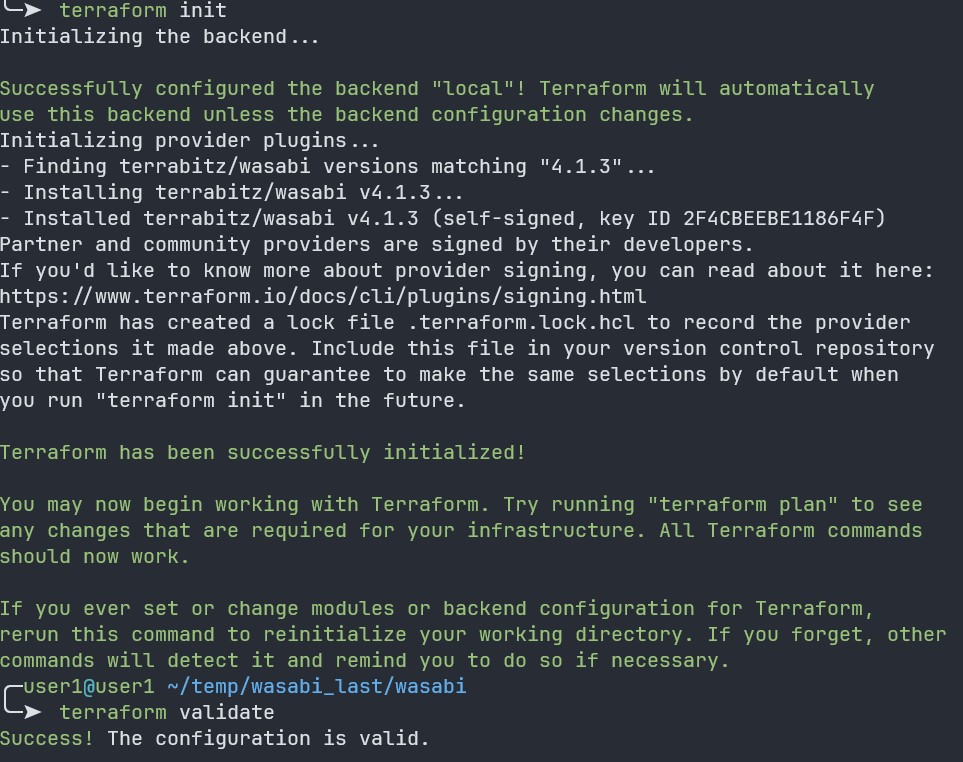 terraform init
Initializing the backend...
Successfully configured the backend "local"! Terraform will automatically
use this backend unless the backend configuration changes.
Initializing provider plugins...
- Finding terrabitz/wasabi versions matching "4.1.3"...
- Installing terrabitz/wasabi v4.1.3...
- Installed terrabitz/wasabi v4.1.3 (self-signed, key ID 2F4CBEEBE1186F4F)
Partner and community providers are signed by their developers.
If you'd like to know more about provider signing, you can read about it here:
https://www.terraform.io/docs/cli/plugins/signing.html
Terraform has created a lock file .terraform.lock.hcl to record the provider
selections it made above. Include this file in your version control repository
so that Terraform can guarantee to make the same selections by default when
you run "terraform init" in the future.
Terraform has been successfully initialized!
You may now begin working with Terraform. Try running "terraform plan" to see
any changes that are required for your infrastructure. All Terraform commands
should now work.
If you ever set or change modules or backend configuration for Terraform,
rerun this command to reinitialize your working directory. If you forget, other
commands will detect it and remind you to do so if necessary.
user1@user1 ~/temp/wasabi_last/wasabi
terraform validate
Success! The configuration is valid.